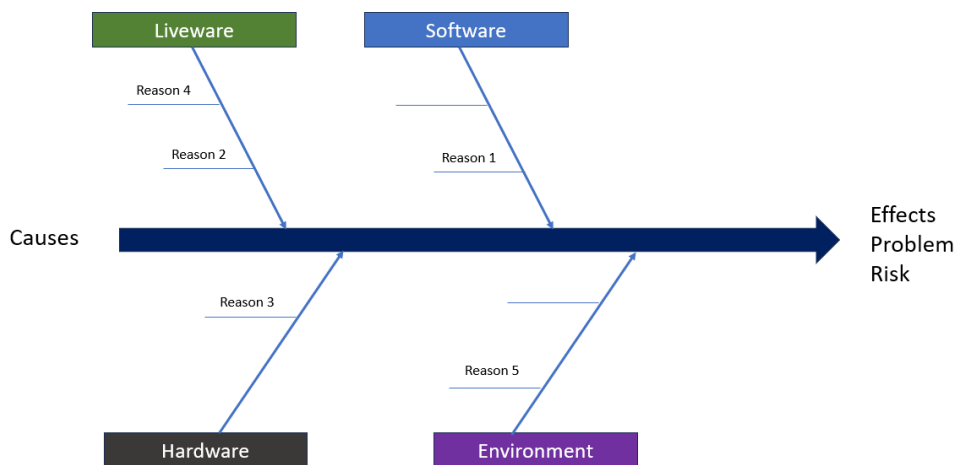 Liveware
Software
Reason 4
Reason 2
Reason 1
Causes
Effects
Problem
Risk
Reason 3
Reason 5
Hardware
Environment